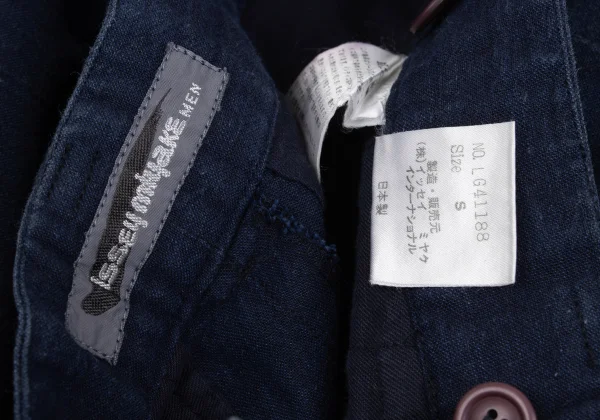 ISSEY MIYAKE MEN
NO. LG41188
Size
S
製造・販売元
(株)イッセイ ミヤケ
インターナショナル
日本製